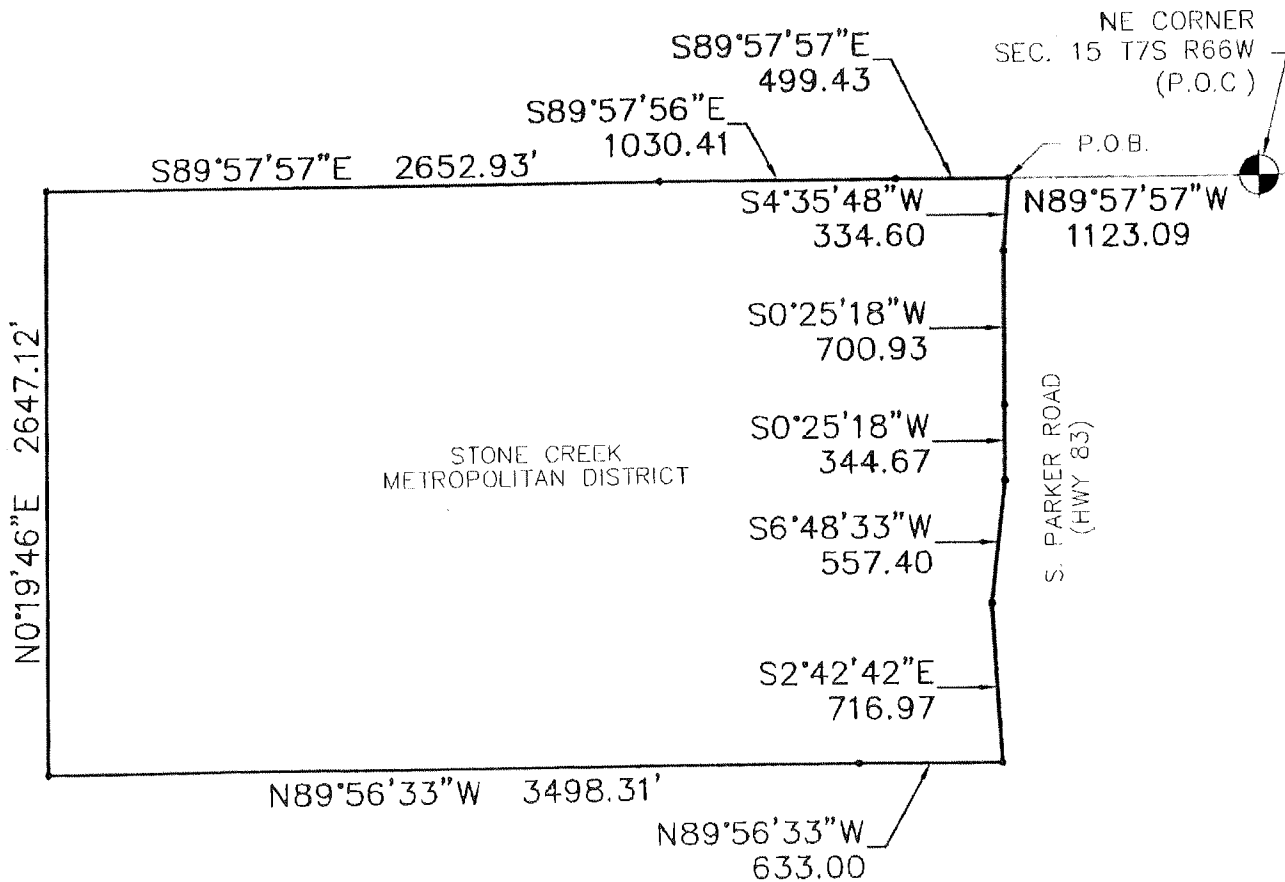 NE CORNER
SEC. 15 T7S R66W
(P.O.C )
S89°57'57"E
499.43
S89°57'56"E
1030.41
S89°57'57"E 2652.93'
P.O.B.
S4°35'48"W
334.60
N89°57'57"W
1123.09
S0°25'18"W
700.93
S0°25'18"W
344.67
STONE CREEK
METROPOLITAN DISTRICT
S6°48'33"W
557.40
S. PARKER ROAD
(HWY 83)
N0°19'46"E 2647.12'
S2°42'42"E
716.97
N89°56'33"W 3498.31'
N89°56'33"W
633.00